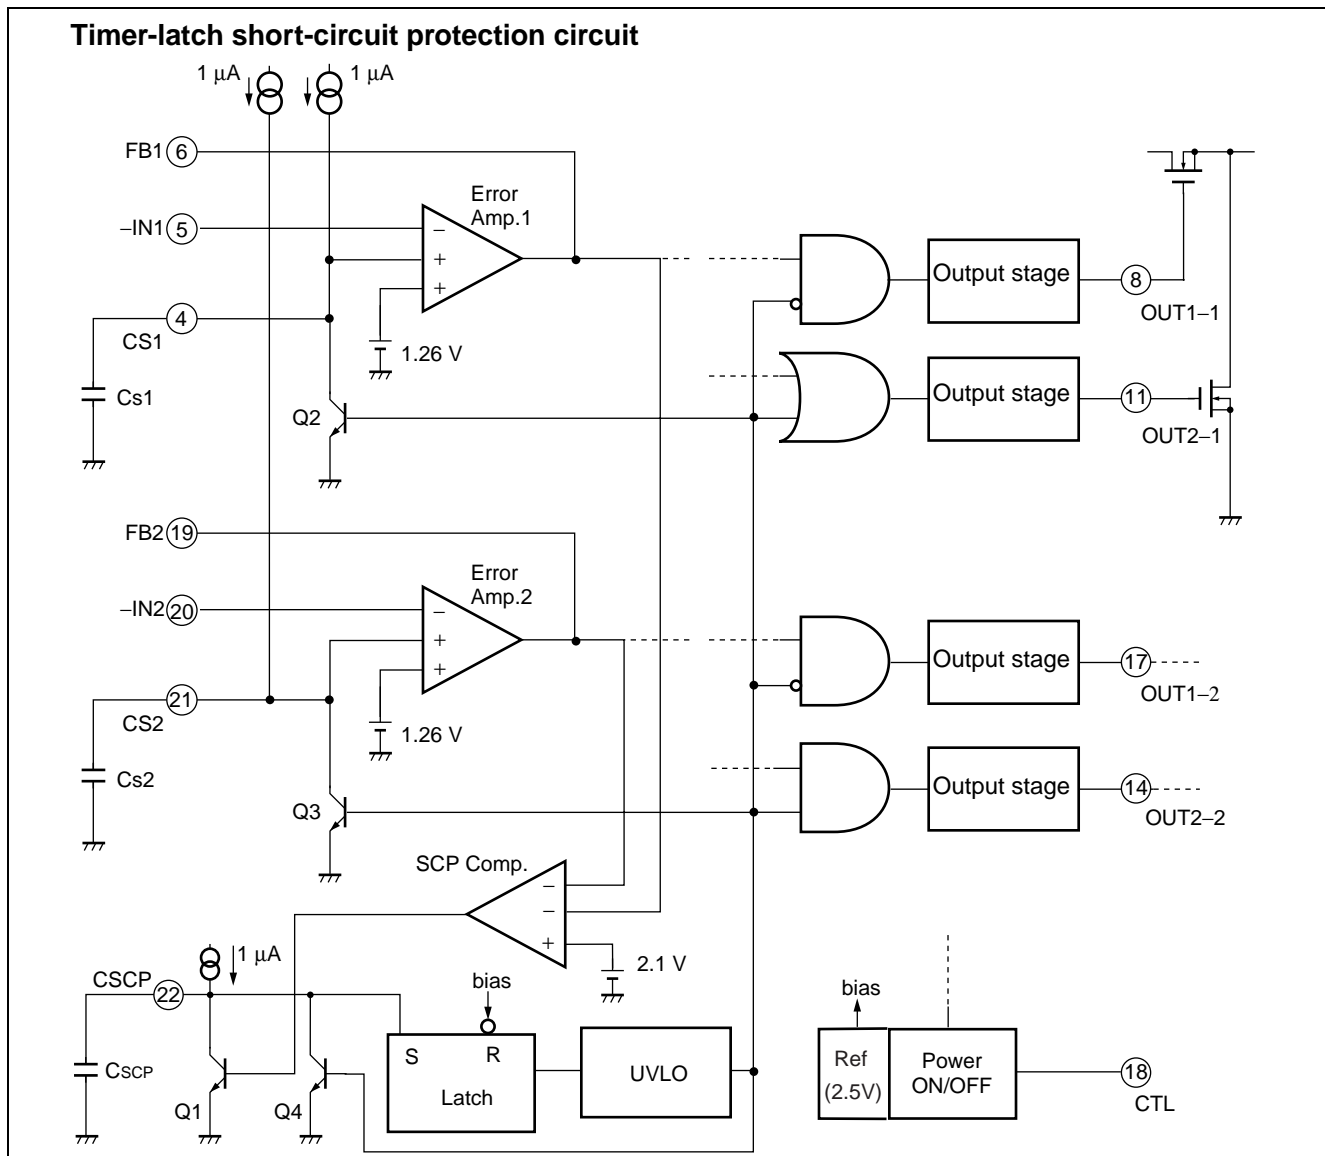 Timer-latch short-circuit protection circuit
1 μA
1 μA
FB1 6
Error
Amp.1
−IN1 5
−
+
+
Output stage
8
OUT1−1
4
CS1
1.26 V
Cs1
Output stage
11
OUT2−1
Q2
FB2 19
Error
Amp.2
−IN2 20
−
+
+
Output stage
17
OUT1−2
21
CS2
1.26 V
Cs2
Output stage
14
OUT2−2
Q3
SCP Comp.
−
−
+
2.1 V
1 μA
CSCP
22
bias
bias
S
R
Latch
UVLO
Ref
(2.5V)
Power
ON/OFF
18
CTL
CSCP
Q1
Q4